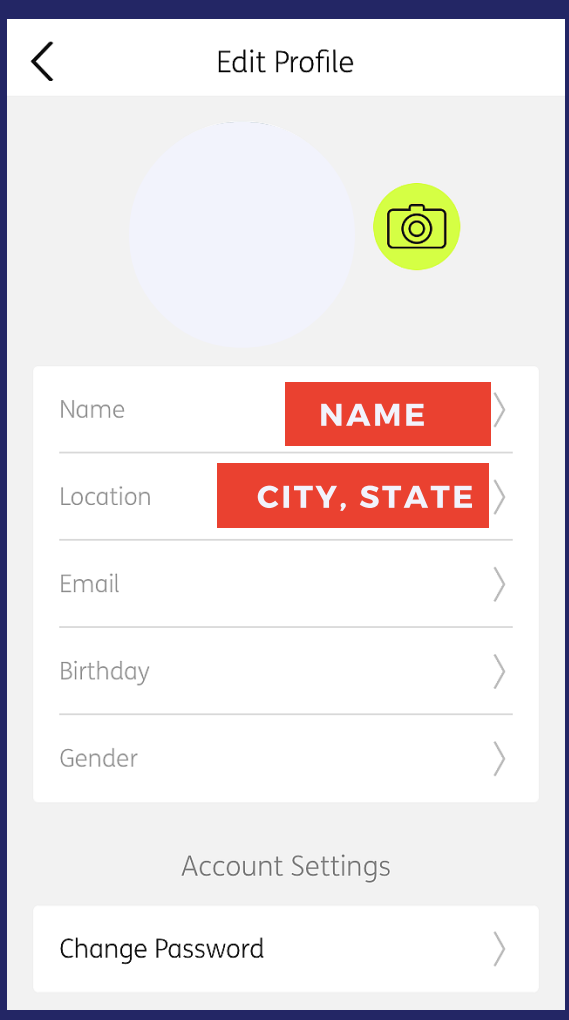 Edit Profile
Name NAME
Location CITY, STATE
Email
Birthday
Gender
Account Settings
Change Password